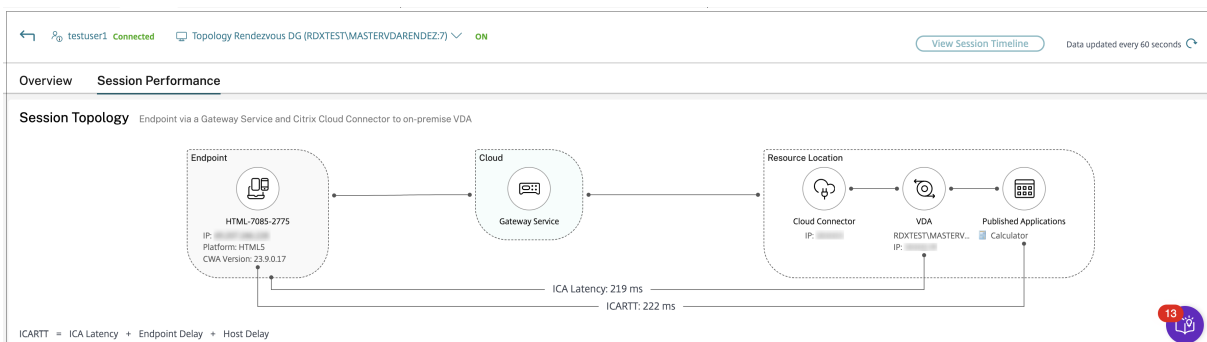 testuser1 Connected Topology Rendezvous DG (RDXTEST\MASTERVDARENDEZ:7) ON View Session Timeline Data updated every 60 seconds
Overview Session Performance
Session Topology Endpoint via a Gateway Service and Citrix Cloud Connector to on-premise VDA
Endpoint
HTML-7085-2775
IP:
Platform: HTML5
CWA Version: 23.9.0.17
Cloud
Gateway Service
Resource Location
Cloud Connector
IP:
VDA
RDXTEST\MASTERV...
IP:
Published Applications
Calculator
ICA Latency: 219 ms
ICARTT: 222 ms
ICARTT = ICA Latency + Endpoint Delay + Host Delay
13